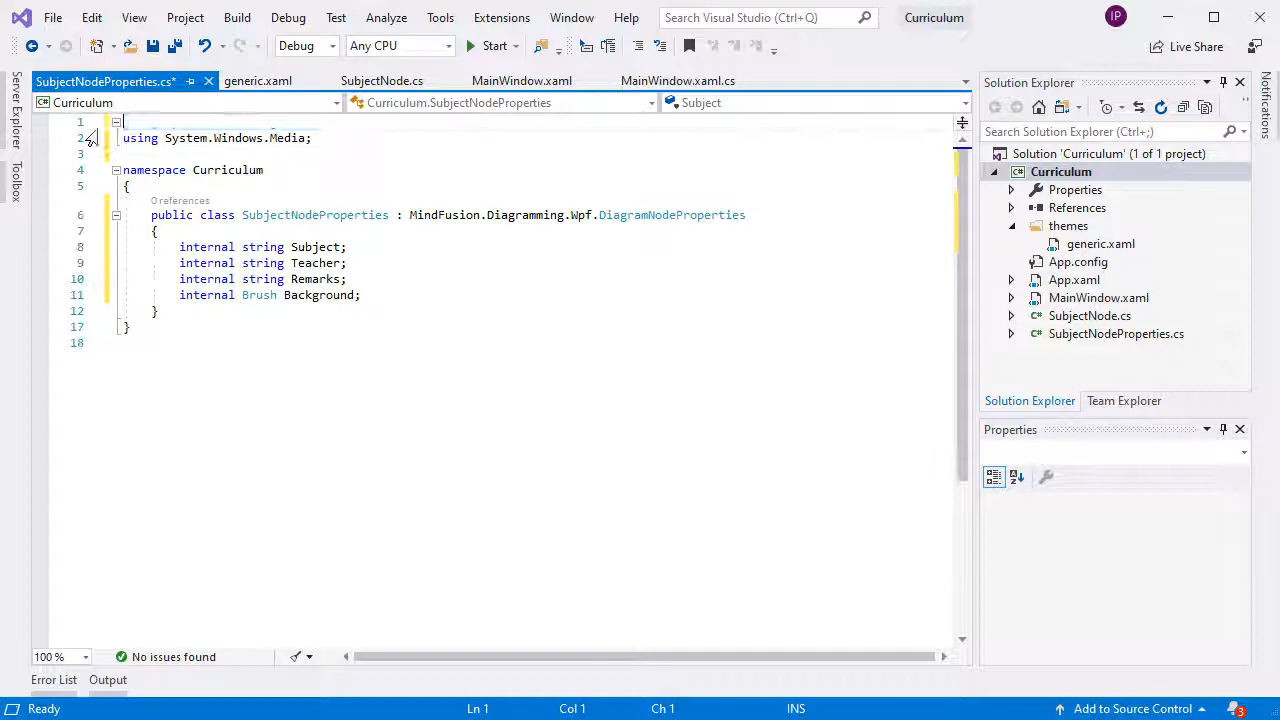 File Edit View Project Build Debug Test Analyze Tools Extensions Window Help Search Visual Studio (Ctrl+Q) Curriculum IP
Debug Any CPU Start Live Share
SubjectNodeProperties.cs* generic.xaml SubjectNode.cs MainWindow.xaml MainWindow.xaml.cs
Curriculum Curriculum.SubjectNodeProperties Subject
Server Explorer
Toolbox
1
2 using System.Windows.Media;
3
4 namespace Curriculum
5 {
0 references
6 public class SubjectNodeProperties : MindFusion.Diagramming.Wpf.DiagramNodeProperties
7 {
8 internal string Subject;
9 internal string Teacher;
10 internal string Remarks;
11 internal Brush Background;
12 }
17 }
18
100 % No issues found
Error List Output
Solution Explorer
Search Solution Explorer (Ctrl+;)
Solution 'Curriculum' (1 of 1 project)
Curriculum
Properties
References
themes
generic.xaml
App.config
App.xaml
MainWindow.xaml
SubjectNode.cs
SubjectNodeProperties.cs
Solution Explorer Team Explorer
Properties
Notifications
Ready Ln 1 Col 1 Ch 1 INS Add to Source Control 3